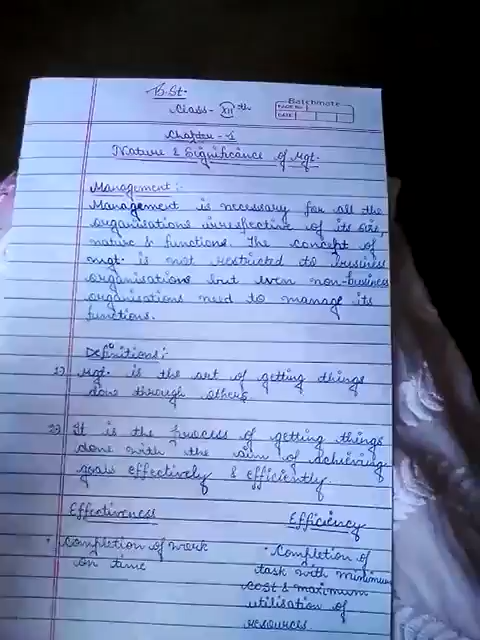 B.St.
Class - XIIth
Batchmate
PAGE No.
DATE
Chapter - 1
Nature & Significance of Mgt.
Management :-
Management is necessary for all the
organisations irrespective of its size,
nature & functions. The concept of
mgt. is not restricted to business
organisations but even non-business
organisations need to manage its
functions.
Definitions :-
1) Mgt. is the art of getting things
done through others.
2) It is the process of getting things
done with the aim of achieving
goals effectively & efficiently.
Effectiveness Efficiency
• Completion of work
on time
• Completion of
task with minimum
cost & maximum
utilisation of
resources